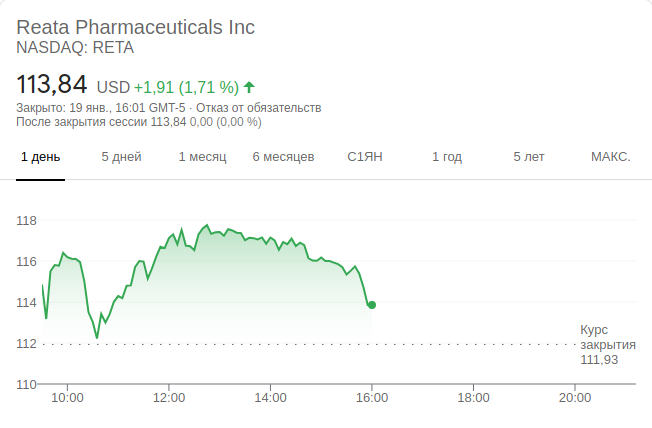 Reata Pharmaceuticals Inc
NASDAQ: RETA
113,84 USD +1,91 (1,71 %)
Закрыто: 19 янв., 16:01 GMT-5 · Отказ от обязательств
После закрытия сессии 113,84 0,00 (0,00 %)
1 день 5 дней 1 месяц 6 месяцев С1ЯН 1 год 5 лет МАКС.
118
116
114
112
Курс
закрытия
111,93
110
10:00 12:00 14:00 16:00 18:00 20:00